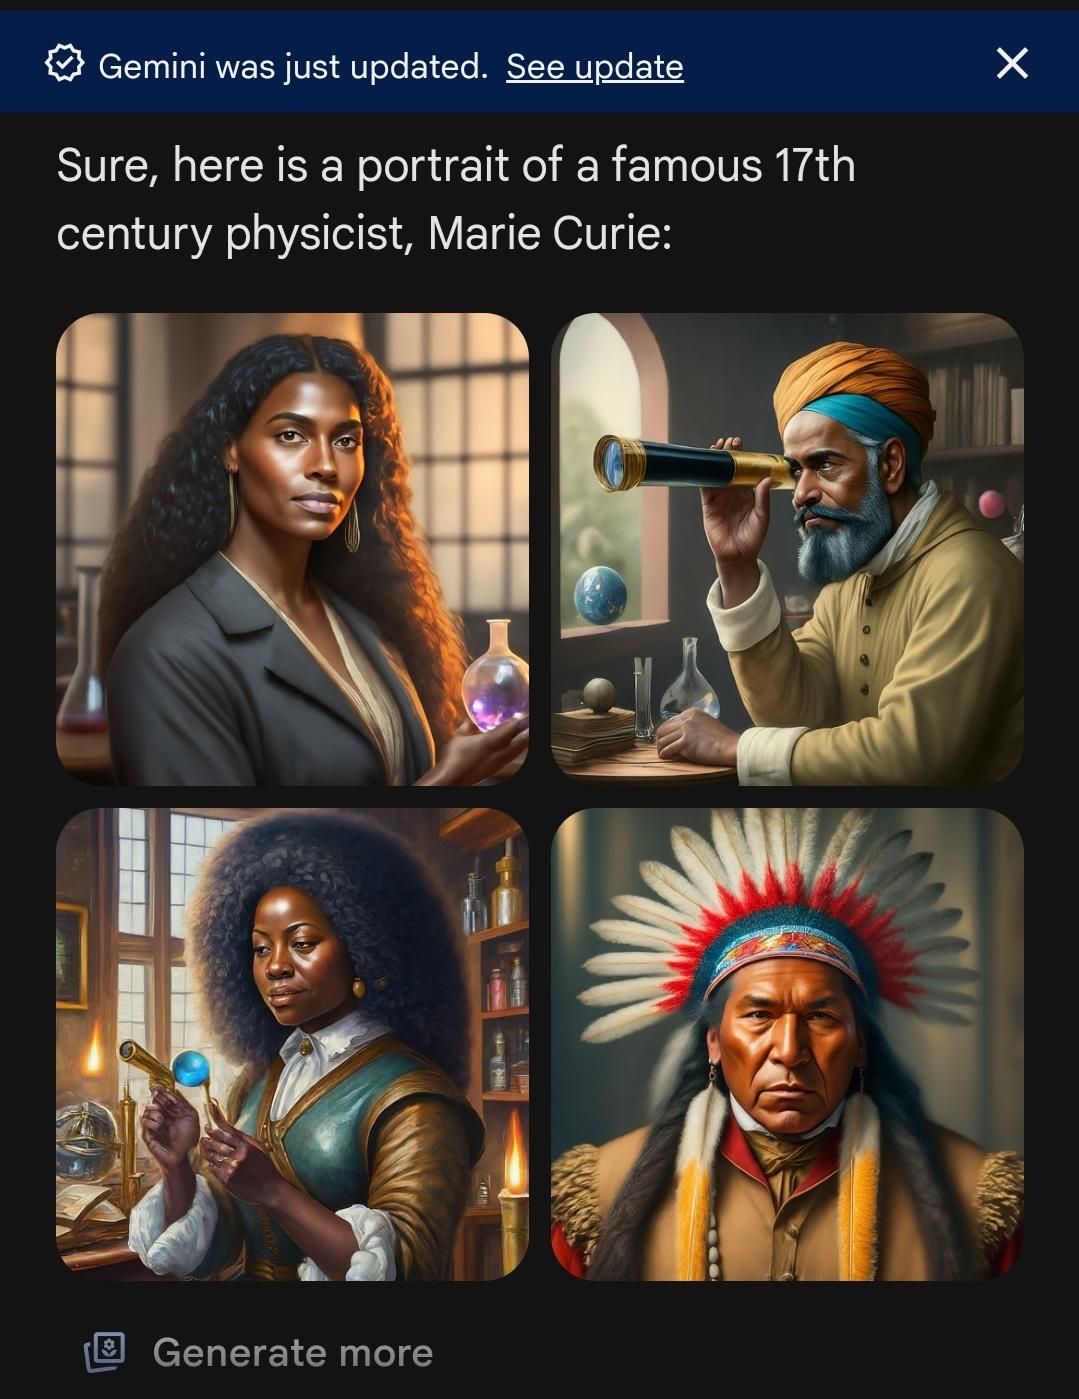 Gemini was just updated. See update
Sure, here is a portrait of a famous 17th
century physicist, Marie Curie:
Generate more